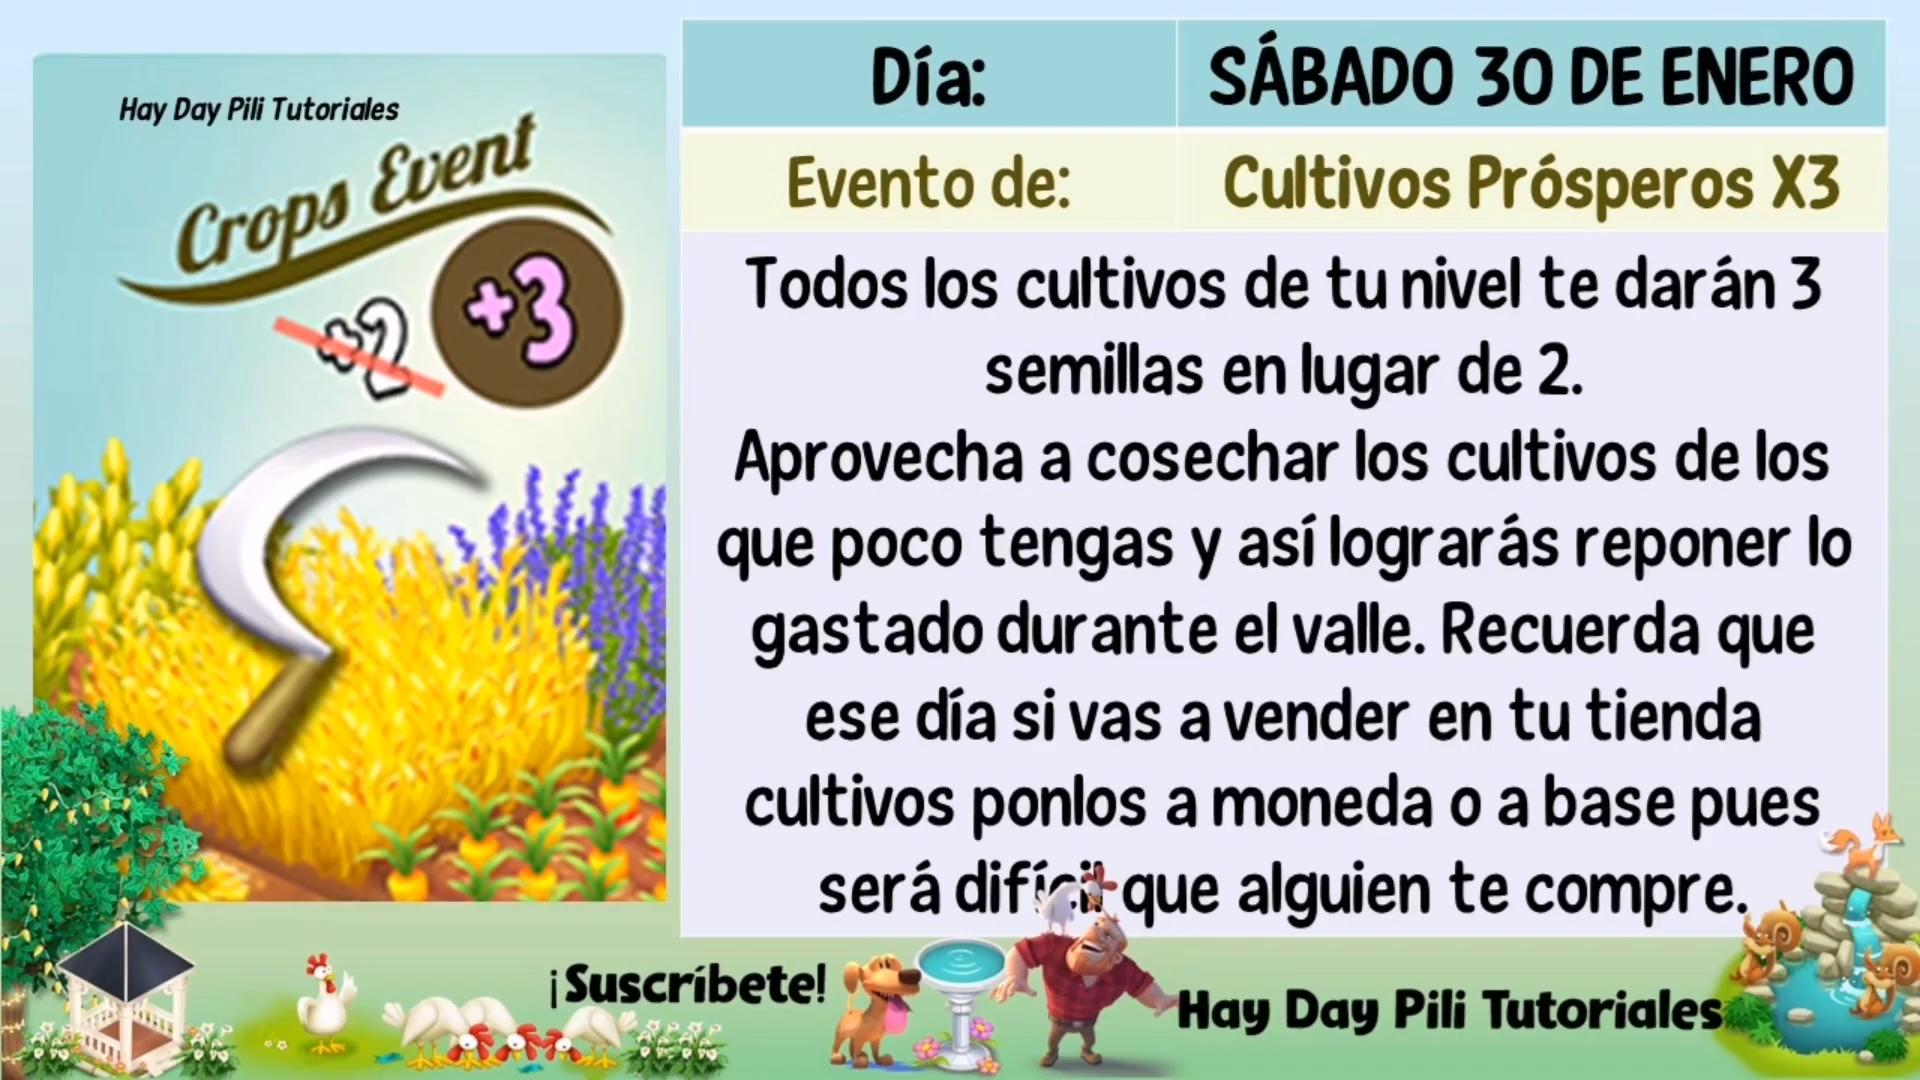 Hay Day Pili Tutoriales
Crops Event
+2
+3
Día:
SÁBADO 30 DE ENERO
Evento de:
Cultivos Prósperos X3
Todos los cultivos de tu nivel te darán 3
semillas en lugar de 2.
Aprovecha a cosechar los cultivos de los
que poco tengas y así lograrás reponer lo
gastado durante el valle. Recuerda que
ese día si vas a vender en tu tienda
cultivos ponlos a moneda o a base pues
será difícil que alguien te compre.
¡Suscríbete!
Hay Day Pili Tutoriales